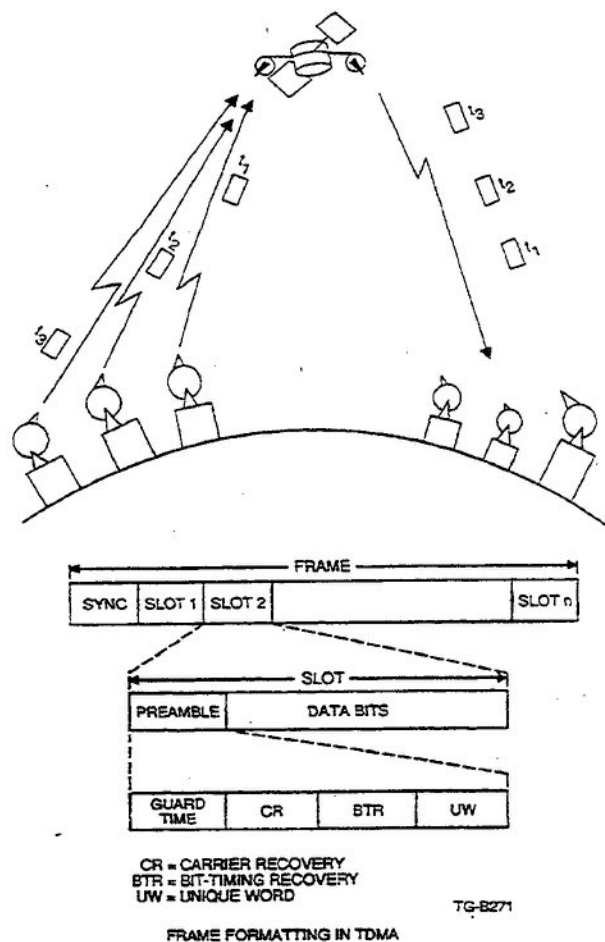 t3
t1
t2
t2
t1
t3
FRAME
SYNC SLOT 1 SLOT 2 SLOT n
SLOT
PREAMBLE DATA BITS
GUARD TIME CR BTR UW
CR = CARRIER RECOVERY
BTR = BIT-TIMING RECOVERY
UW = UNIQUE WORD
TG-B271
FRAME FORMATTING IN TDMA